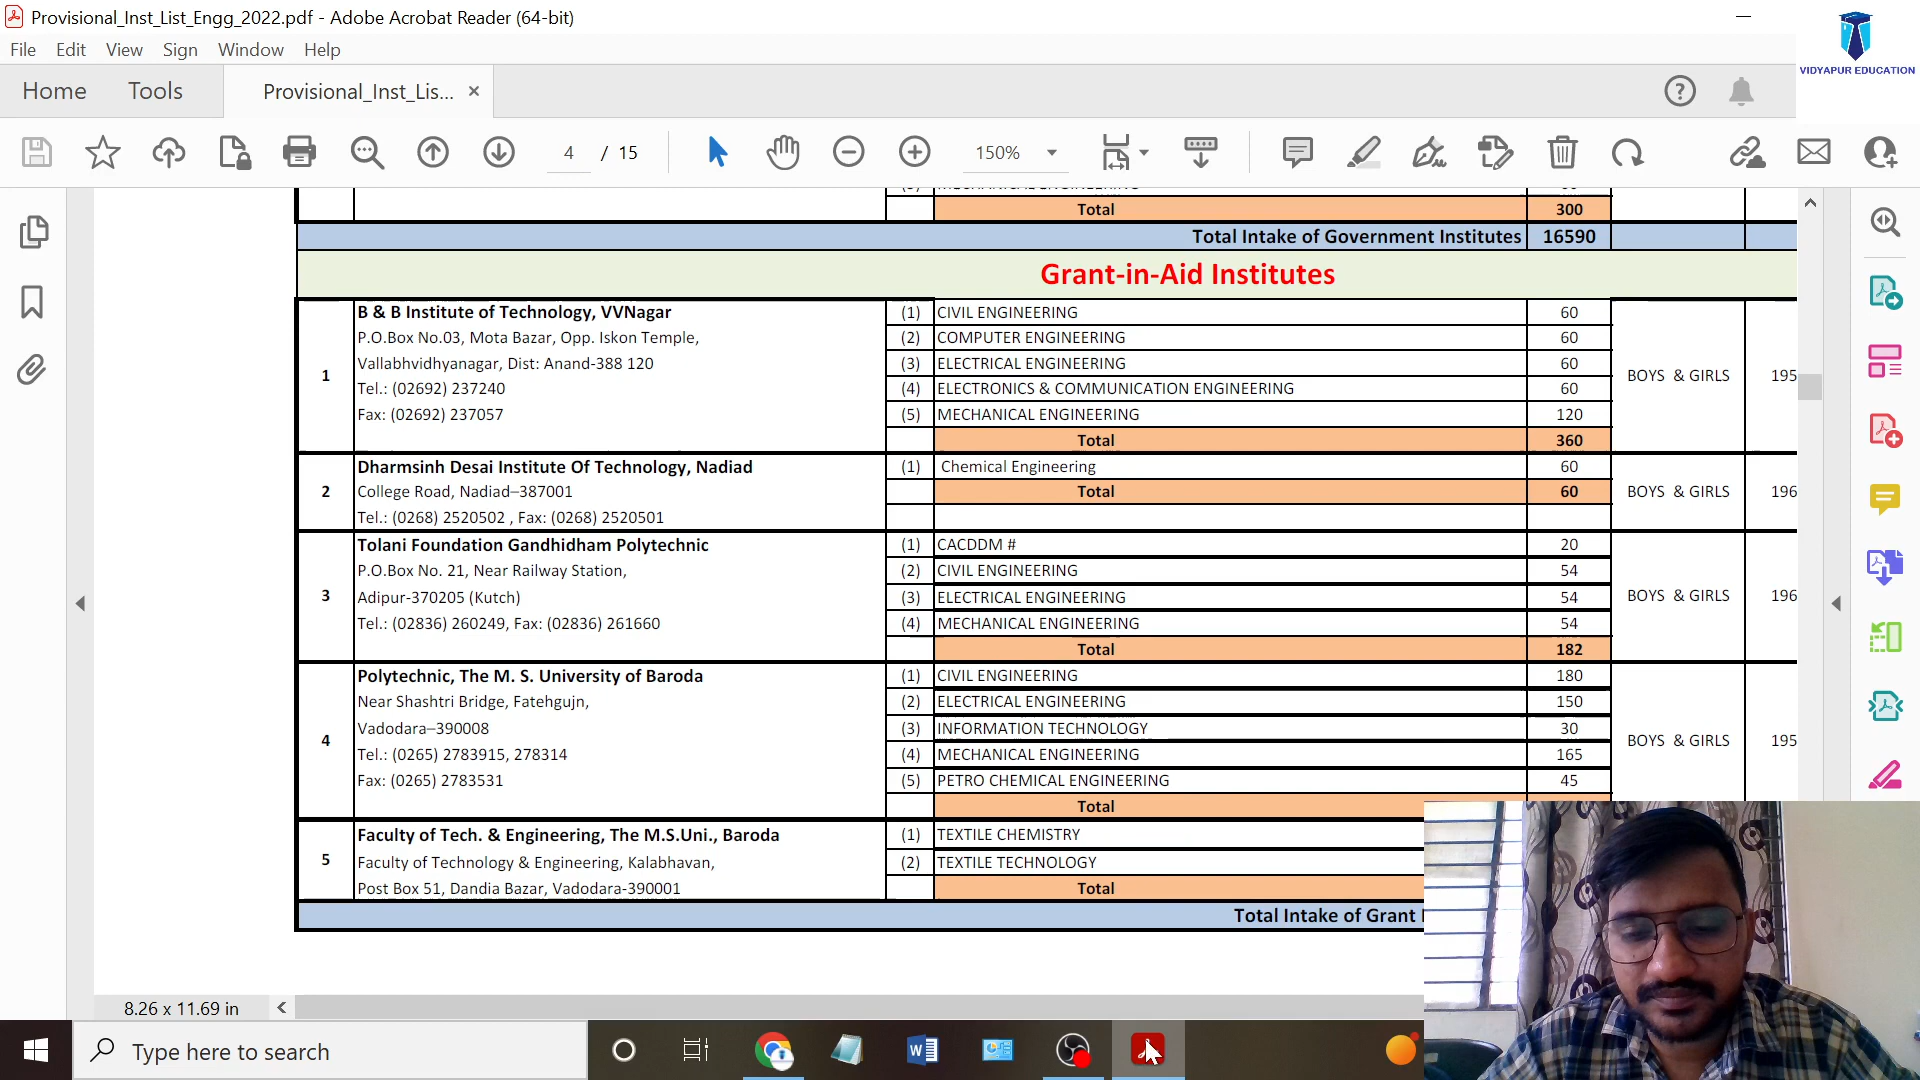 Provisional_Inst_List_Engg_2022.pdf - Adobe Acrobat Reader (64-bit)
File Edit View Sign Window Help
VIDYAPUR EDUCATION
Home Tools Provisional_Inst_Lis... ×
4 / 15 150%
Total 300
Total Intake of Government Institutes 16590
Grant-in-Aid Institutes
B & B Institute of Technology, VVNagar (1) CIVIL ENGINEERING 60
P.O.Box No.03, Mota Bazar, Opp. Iskon Temple, (2) COMPUTER ENGINEERING 60
Vallabhvidhyanagar, Dist: Anand-388 120 (3) ELECTRICAL ENGINEERING 60
1 BOYS & GIRLS 195
Tel.: (02692) 237240 (4) ELECTRONICS & COMMUNICATION ENGINEERING 60
Fax: (02692) 237057 (5) MECHANICAL ENGINEERING 120
Total 360
Dharmsinh Desai Institute Of Technology, Nadiad (1) Chemical Engineering 60
2 College Road, Nadiad–387001 Total 60 BOYS & GIRLS 196
Tel.: (0268) 2520502 , Fax: (0268) 2520501
Tolani Foundation Gandhidham Polytechnic (1) CACDDM # 20
P.O.Box No. 21, Near Railway Station, (2) CIVIL ENGINEERING 54
3 Adipur-370205 (Kutch) (3) ELECTRICAL ENGINEERING 54 BOYS & GIRLS 196
Tel.: (02836) 260249, Fax: (02836) 261660 (4) MECHANICAL ENGINEERING 54
Total 182
Polytechnic, The M. S. University of Baroda (1) CIVIL ENGINEERING 180
Near Shashtri Bridge, Fatehgujn, (2) ELECTRICAL ENGINEERING 150
Vadodara–390008 (3) INFORMATION TECHNOLOGY 30
4 BOYS & GIRLS 195
Tel.: (0265) 2783915, 278314 (4) MECHANICAL ENGINEERING 165
Fax: (0265) 2783531 (5) PETRO CHEMICAL ENGINEERING 45
Total
Faculty of Tech. & Engineering, The M.S.Uni., Baroda (1) TEXTILE CHEMISTRY
5 Faculty of Technology & Engineering, Kalabhavan, (2) TEXTILE TECHNOLOGY
Post Box 51, Dandia Bazar, Vadodara-390001 Total
Total Intake of Grant
8.26 x 11.69 in
Type here to search